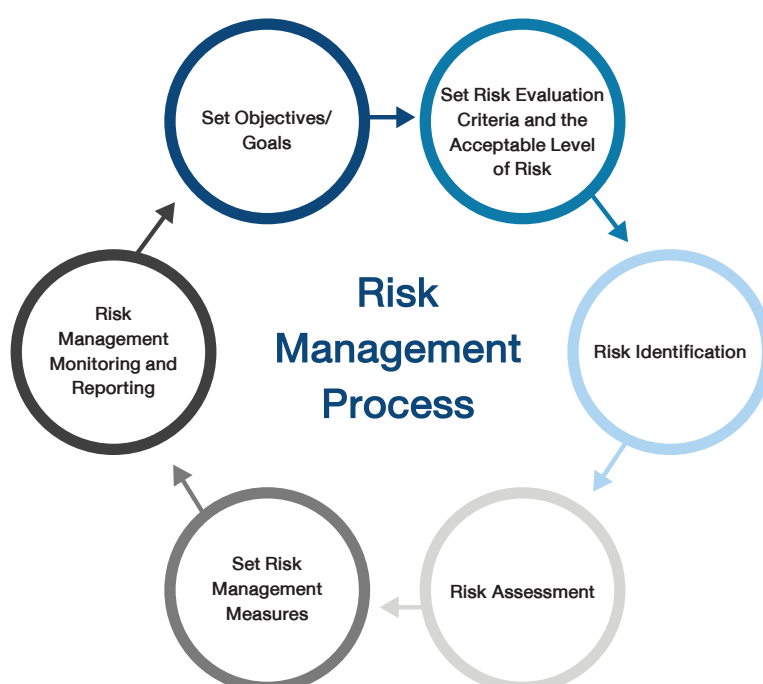 Set Objectives/
Goals
Set Risk Evaluation
Criteria and the
Acceptable Level
of Risk
Risk
Management
Process
Risk Identification
Risk Assessment
Set Risk
Management
Measures
Risk
Management
Monitoring and
Reporting